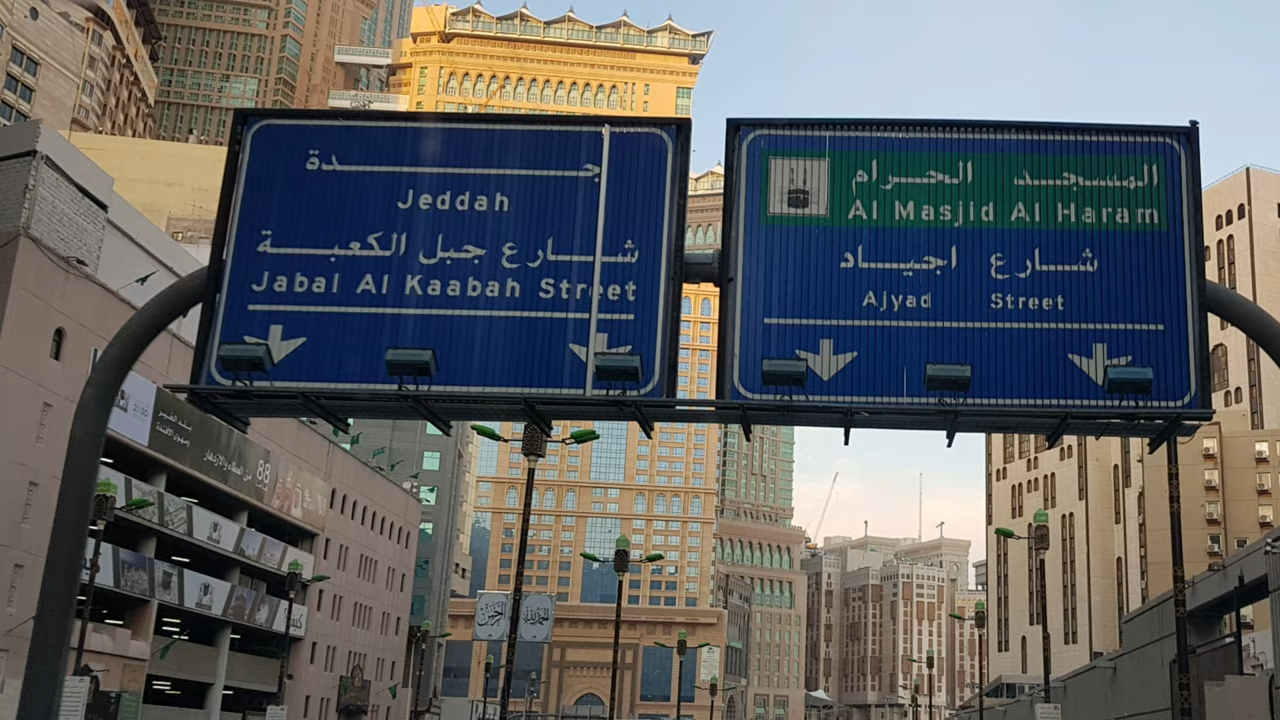 جدة
Jeddah
شارع جبل الكعبة
Jabal Al Kaabah Street
المسجد الحرام
Al Masjid Al Haram
شارع اجياد
Ajyad Street
88